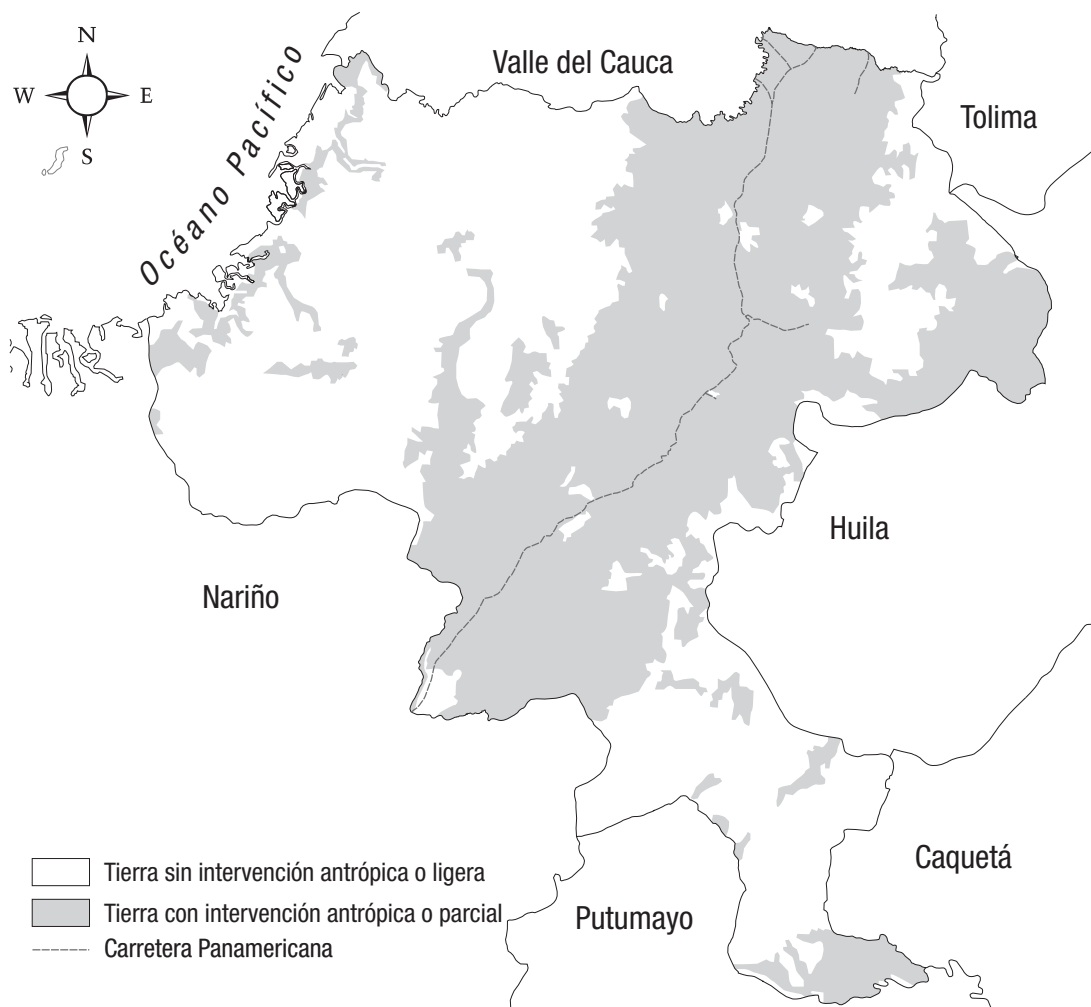 N
W
E
S
Océano Pacífico
Valle del Cauca
Tolima
Huila
Nariño
Caquetá
Putumayo
Tierra sin intervención antrópica o ligera
Tierra con intervención antrópica o parcial
Carretera Panamericana